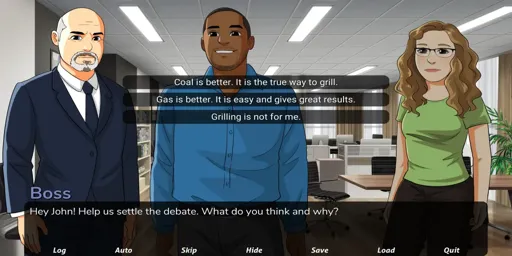 Coal is better. It is the true way to grill.
Gas is better. It is easy and gives great results.
Grilling is not for me.
Boss
Hey John! Help us settle the debate. What do you think and why?
Log Auto Skip Hide Save Load Quit